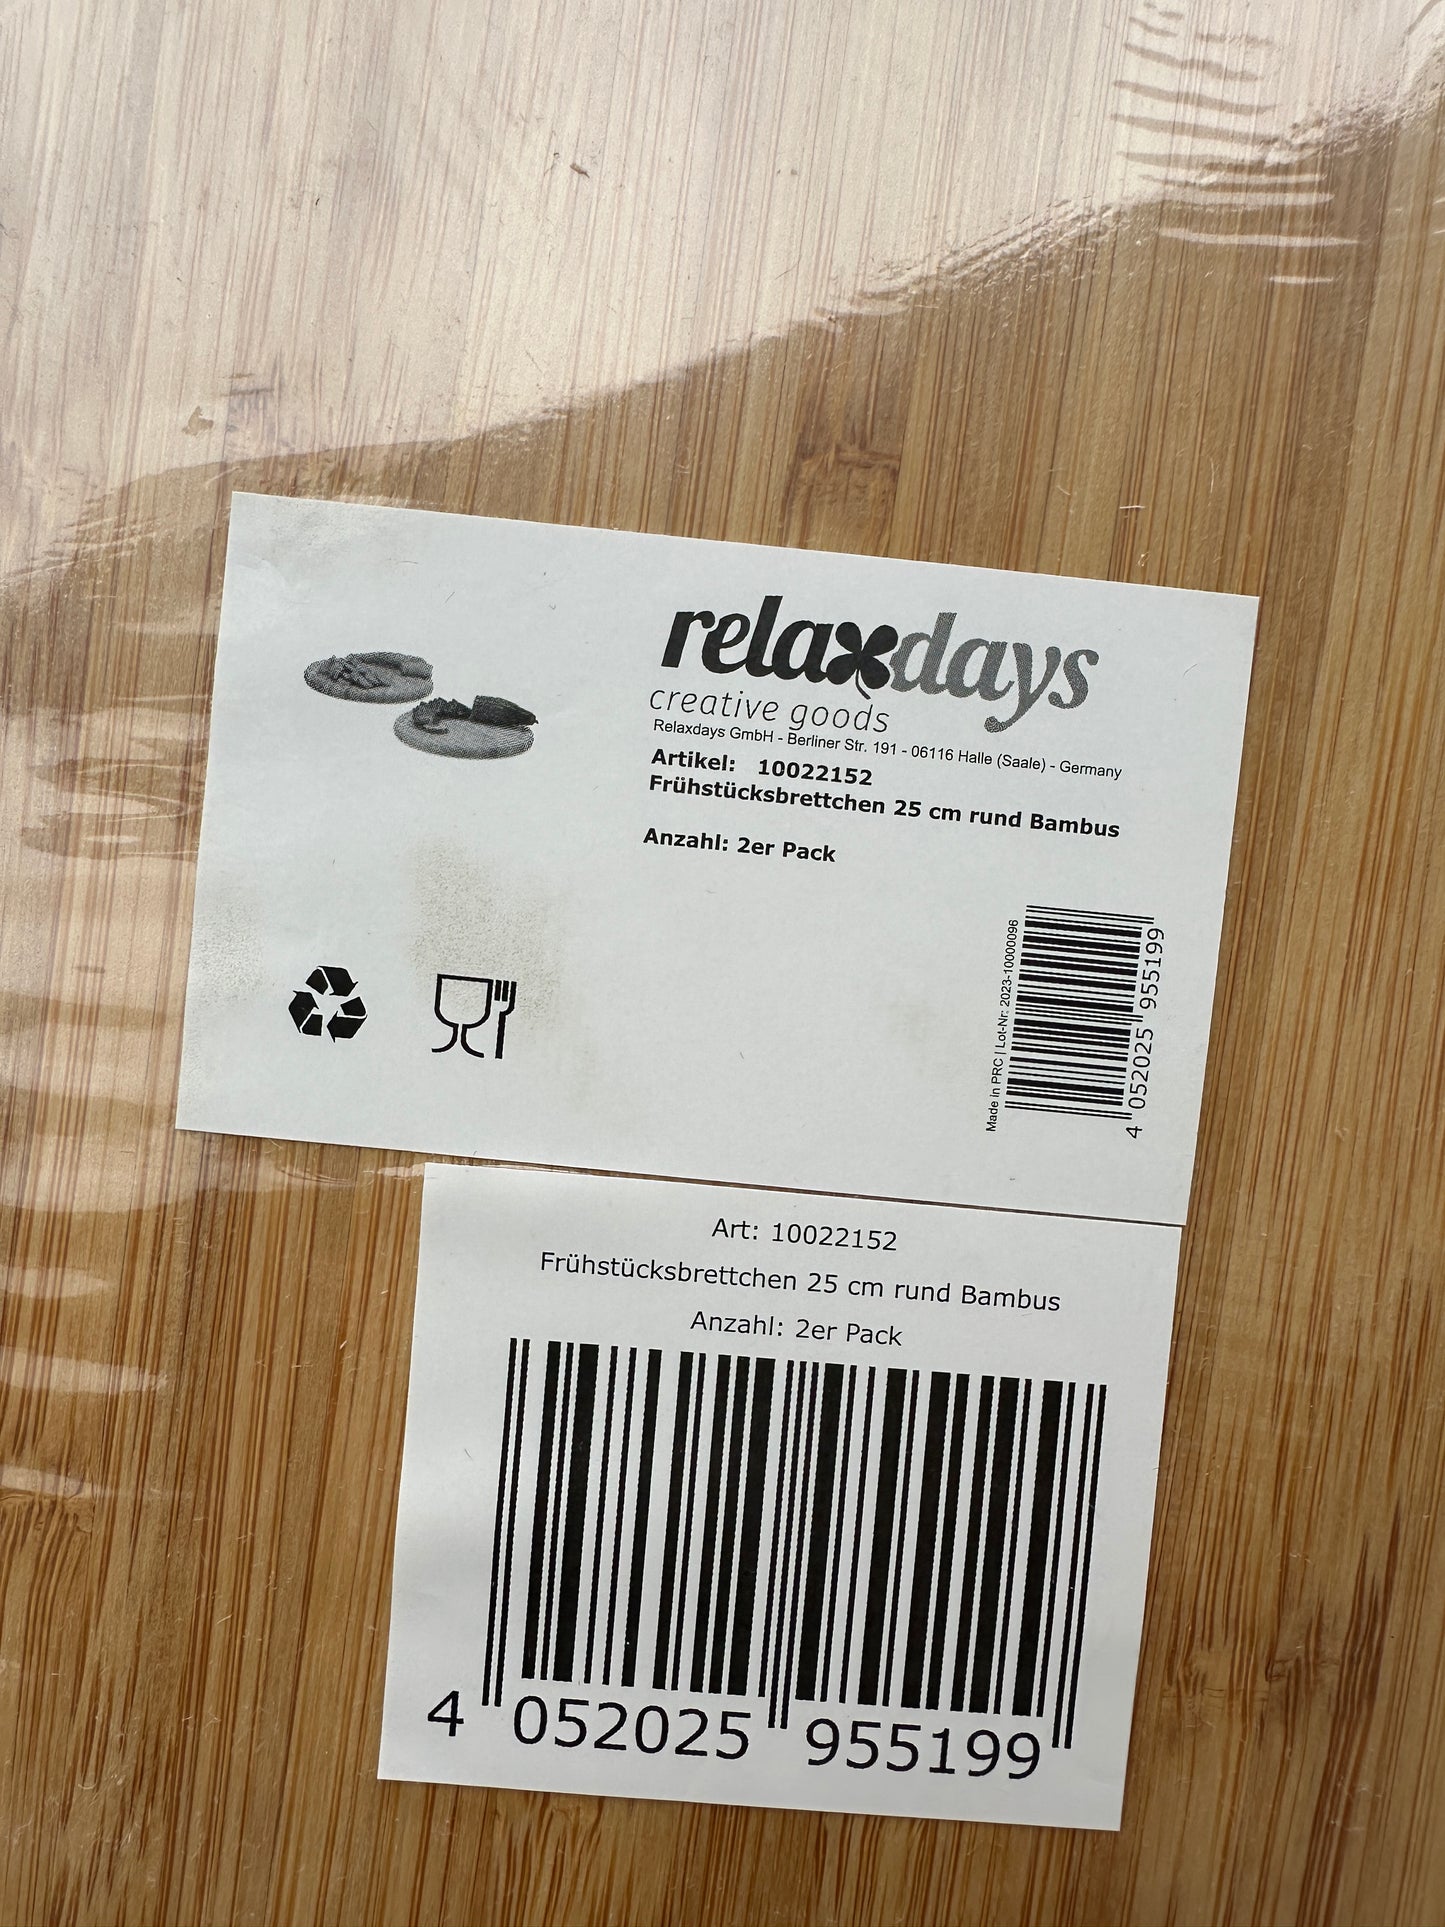 relaxdays
creative goods
Relaxdays GmbH - Berliner Str. 191 - 06116 Halle (Saale) - Germany
Artikel: 10022152
Frühstücksbrettchen 25 cm rund Bambus
Anzahl: 2er Pack
Made in PRC | Lot-Nr: 2023-10000096
4 052025 955199
Art: 10022152
Frühstücksbrettchen 25 cm rund Bambus
Anzahl: 2er Pack
4 052025 955199